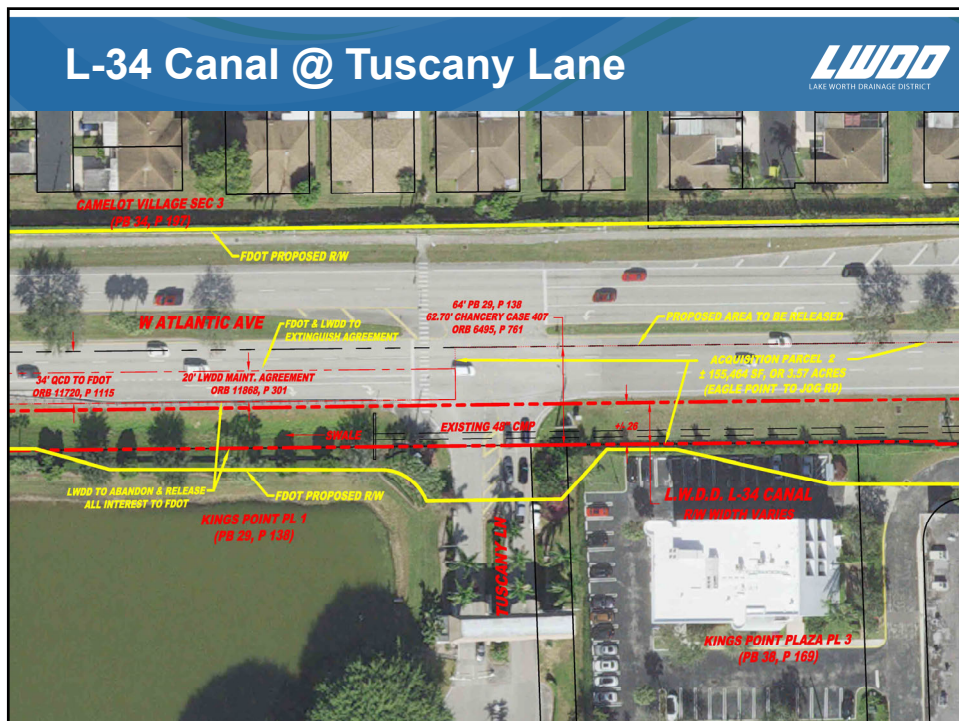 L-34 Canal @ Tuscany Lane
LWDD
LAKE WORTH DRAINAGE DISTRICT
CAMELOT VILLAGE SEC 3
(PB 34, P 197)
FDOT PROPOSED R/W
W ATLANTIC AVE
FDOT & LWDD TO
EXTINGUISH AGREEMENT
64' PB 29, P 138
62.70' CHANCERY CASE 407
ORB 6495, P 761
PROPOSED AREA TO BE RELEASED
34' QCD TO FDOT
ORB 11720, P 1115
20' LWDD MAINT. AGREEMENT
ORB 11868, P 301
ACQUISITION PARCEL 2
± 155,464 SF, OR 3.57 ACRES
(EAGLE POINT TO JOG RD)
SWALE
EXISTING 48" CMP
+/- 26
LWDD TO ABANDON & RELEASE
ALL INTEREST TO FDOT
FDOT PROPOSED R/W
KINGS POINT PL 1
(PB 29, P 138)
TUSCANY LN
L.W.D.D. L-34 CANAL
R/W WIDTH VARIES
KINGS POINT PLAZA PL 3
(PB 38, P 169)